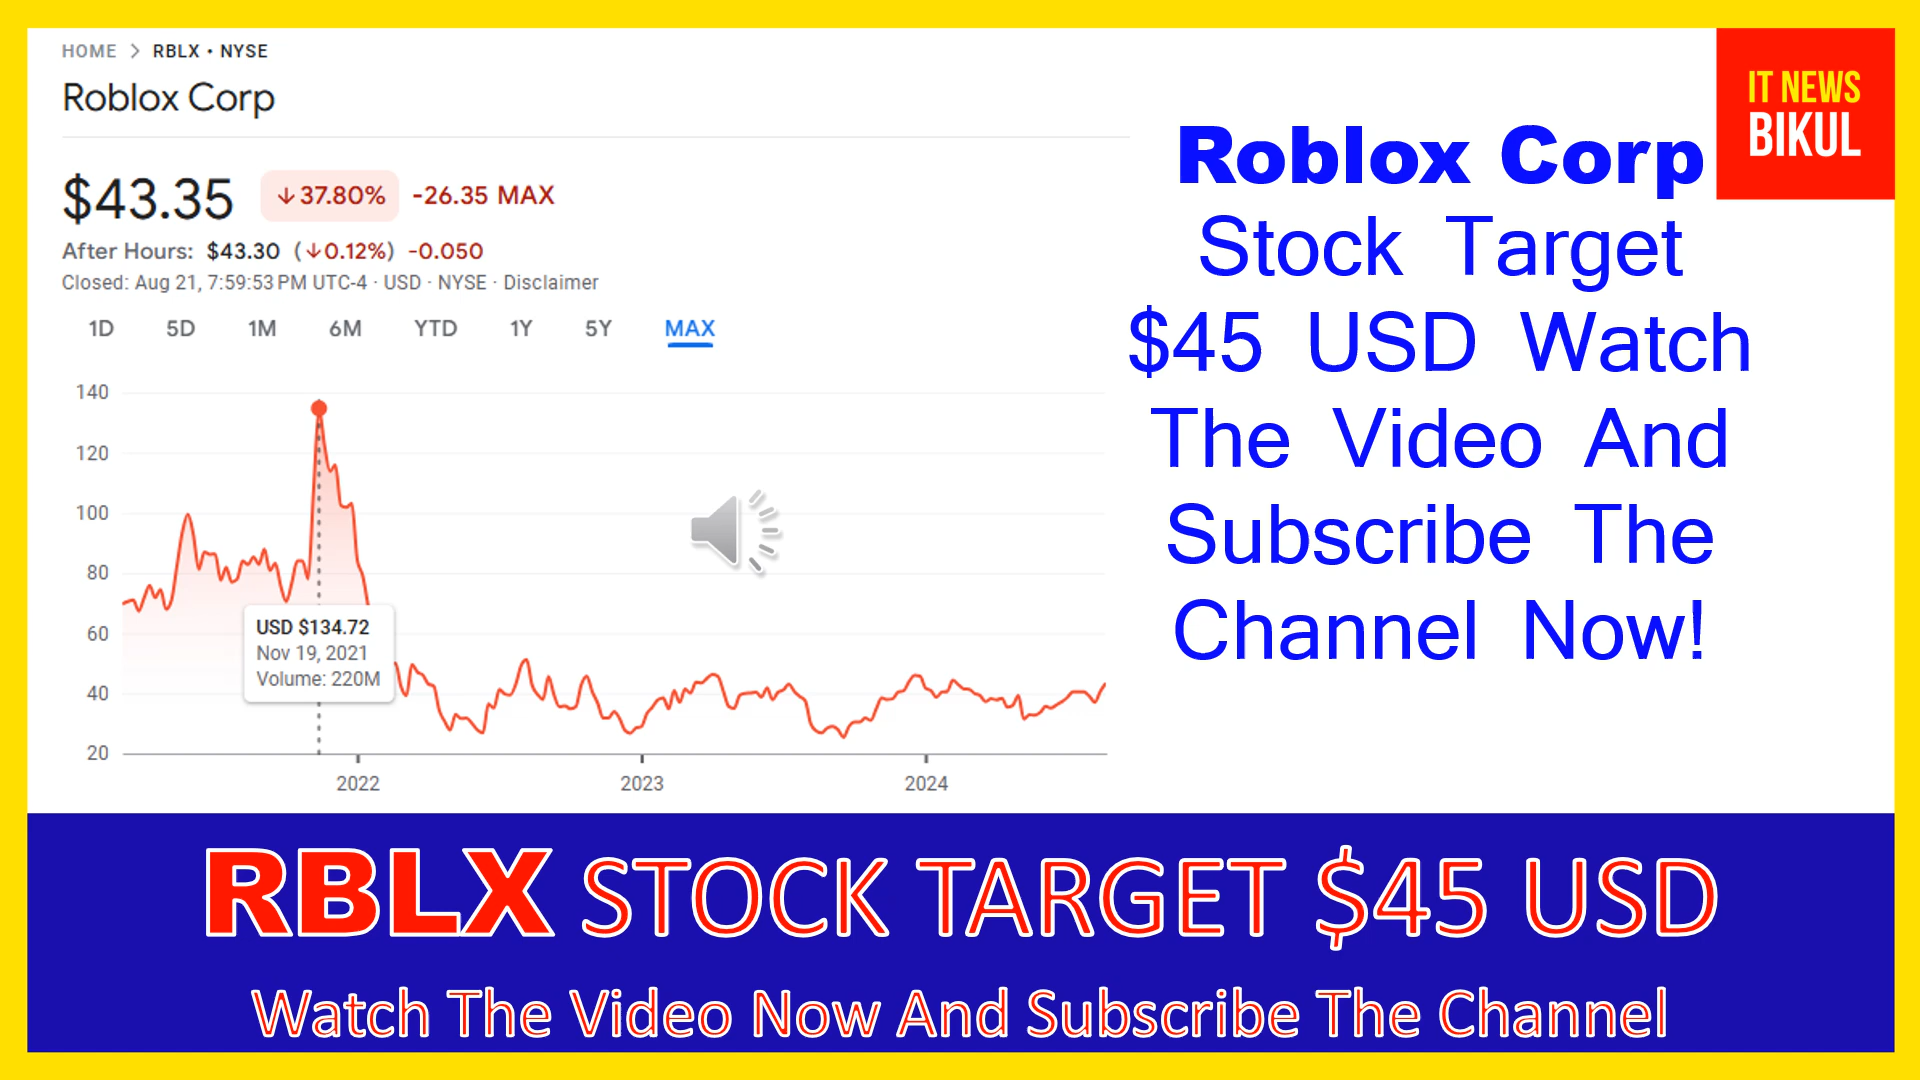 HOME > RBLX • NYSE
Roblox Corp
$43.35 ↓37.80% -26.35 MAX
After Hours: $43.30 (↓0.12%) -0.050
Closed: Aug 21, 7:59:53 PM UTC-4 · USD · NYSE · Disclaimer
1D 5D 1M 6M YTD 1Y 5Y MAX
140
120
100
80
60
40
20
USD $134.72
Nov 19, 2021
Volume: 220M
2022 2023 2024
IT NEWS
BIKUL
Roblox Corp
Stock Target
$45 USD Watch
The Video And
Subscribe The
Channel Now!
RBLX STOCK TARGET $45 USD
Watch The Video Now And Subscribe The Channel